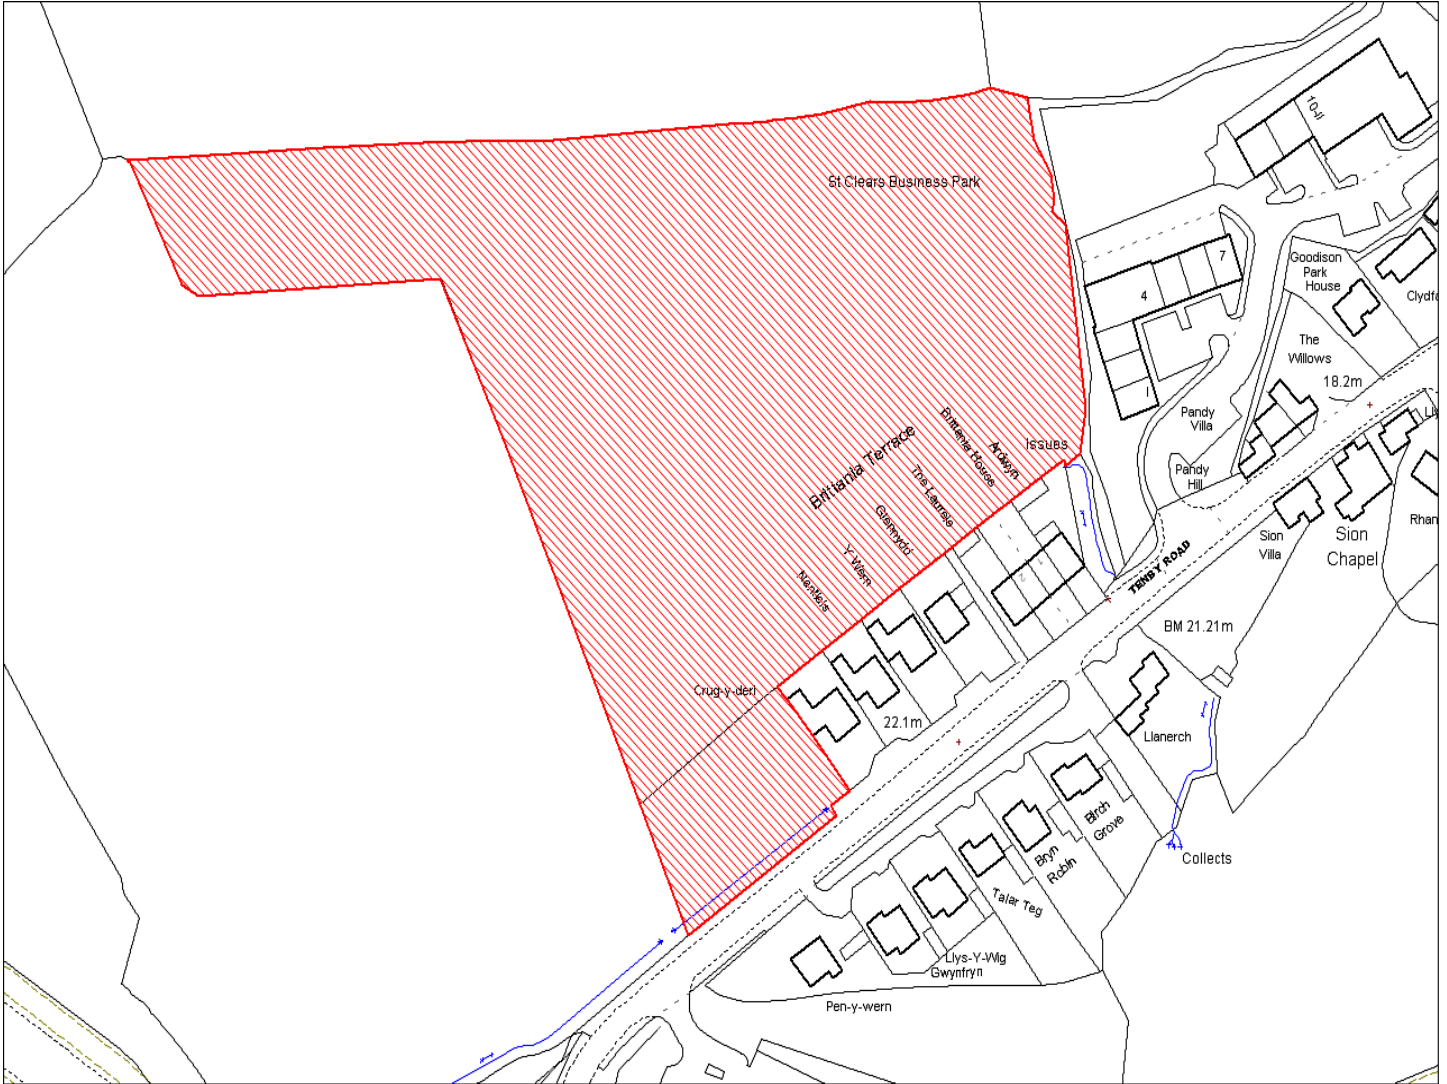 10-11
St Clears Business Park
7
4
1
Goodison
Park
House
The
Willows
18.2m
Pandy
Villa
Pandy
Hill
Issues
Ardwyn
Brittania House
Brittania Terrace
The Laurels
Glennydd
Y Wern
Nantlais
Crug-y-deri
22.1m
2
1
TENBY ROAD
Sion
Villa
Sion
Chapel
BM 21.21m
Llanerch
Birch
Grove
Bryn
Robin
Talar Teg
Llys-Y-Wig
Gwynfryn
Pen-y-wern
Collects